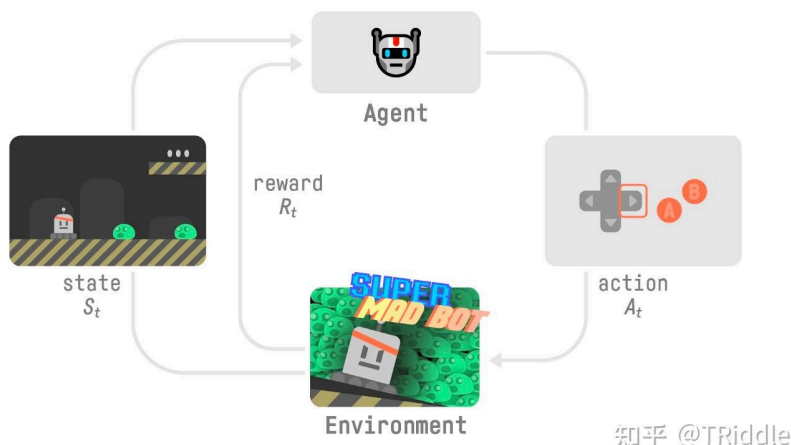 Agent
reward
Rₜ
state
Sₜ
A
B
action
Aₜ
SUPER
MAD BOT
Environment
知乎 @TRiddle